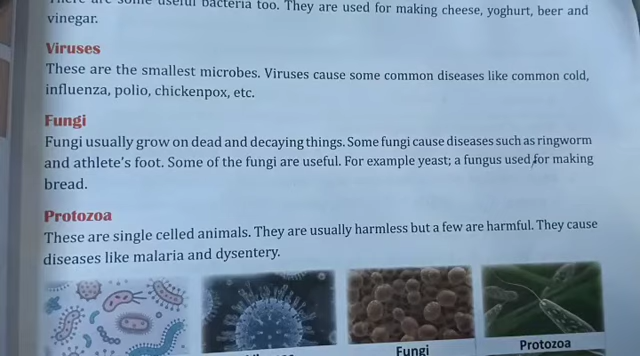 There are some useful bacteria too. They are used for making cheese, yoghurt, beer and
vinegar.
Viruses
These are the smallest microbes. Viruses cause some common diseases like common cold,
influenza, polio, chickenpox, etc.
Fungi
Fungi usually grow on dead and decaying things. Some fungi cause diseases such as ringworm
and athlete's foot. Some of the fungi are useful. For example yeast; a fungus used for making
bread.
Protozoa
These are single celled animals. They are usually harmless but a few are harmful. They cause
diseases like malaria and dysentery.
Fungi
Protozoa